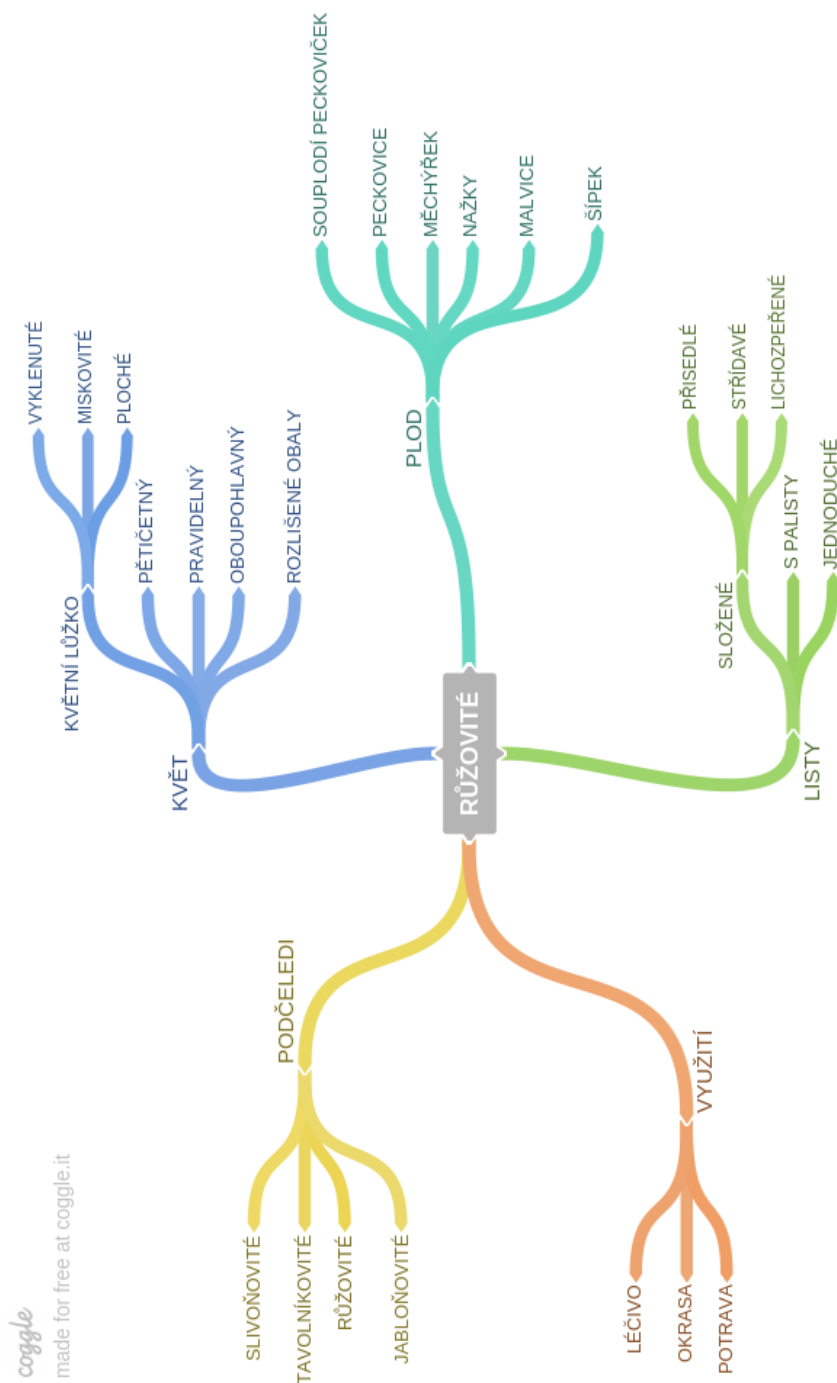 coggle
made for free at coggle.it
RŮŽOVITÉ
KVĚT
KVĚTNÍ LŮŽKO
VYKLENUTÉ
MISKOVITÉ
PLOCHÉ
PĚTIČETNÝ
PRAVIDELNÝ
OBOUPOHLAVNÝ
ROZLIŠENÉ OBALY
PLOD
SOUPLODÍ PECKOVIČEK
PECKOVICE
MĚCHÝŘEK
NAŽKY
MALVICE
ŠÍPEK
LISTY
SLOŽENÉ
PŘISEDLÉ
STŘÍDAVÉ
LICHOZPEŘENÉ
S PALISTY
JEDNODUCHÉ
PODČELEDI
SLIVOŇOVITÉ
TAVOLNÍKOVITÉ
RŮŽOVITÉ
JABLOŇOVITÉ
VYUŽITÍ
LÉČIVO
OKRASA
POTRAVA